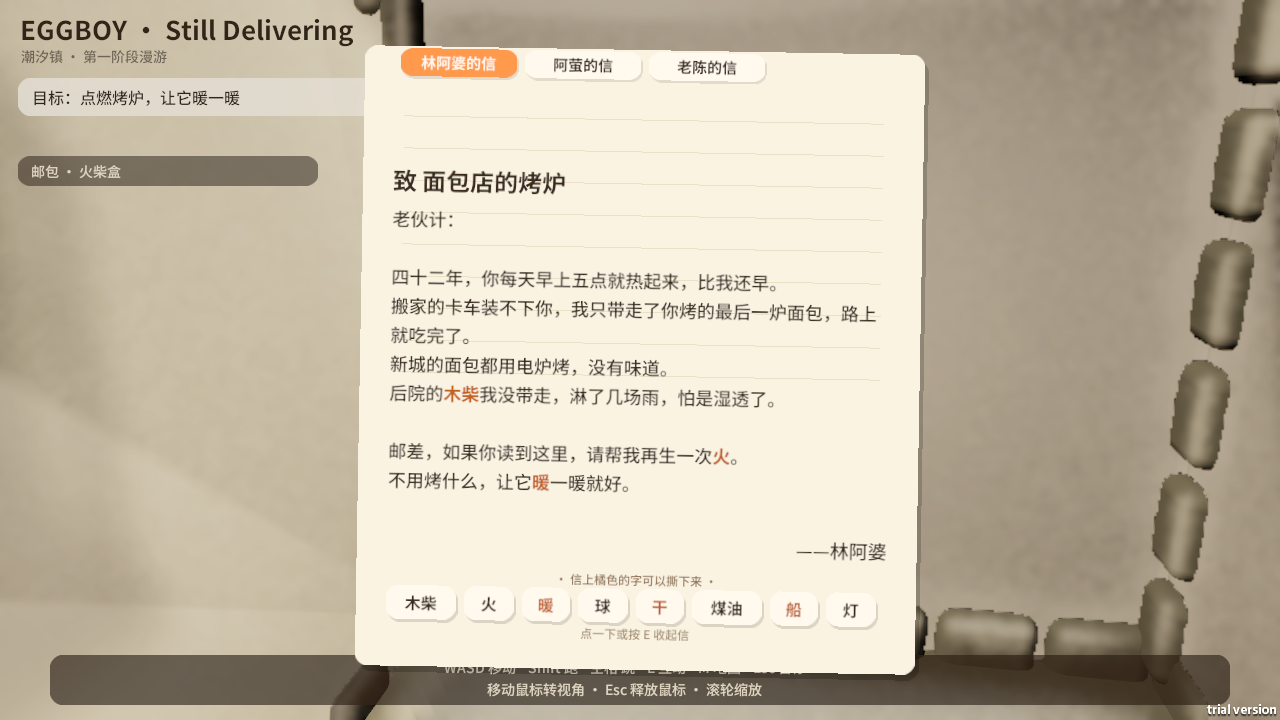 EGGBOY · Still Delivering
潮汐镇 · 第一阶段漫游
目标：点燃烤炉，让它暖一暖
邮包 · 火柴盒
林阿婆的信
阿萤的信
老陈的信
致 面包店的烤炉
老伙计：
四十二年，你每天早上五点就热起来，比我还早。
搬家的卡车装不下你，我只带走了你烤的最后一炉面包，路上
就吃完了。
新城的面包都用电炉烤，没有味道。
后院的木柴我没带走，淋了几场雨，怕是湿透了。
邮差，如果你读到这里，请帮我再生一次火。
不用烤什么，让它暖一暖就好。
——林阿婆
· 信上橘色的字可以撕下来 ·
木柴
火
暖
球
干
煤油
船
灯
点一下或按 E 收起信
移动鼠标转视角 · Esc 释放鼠标 · 滚轮缩放
trial version